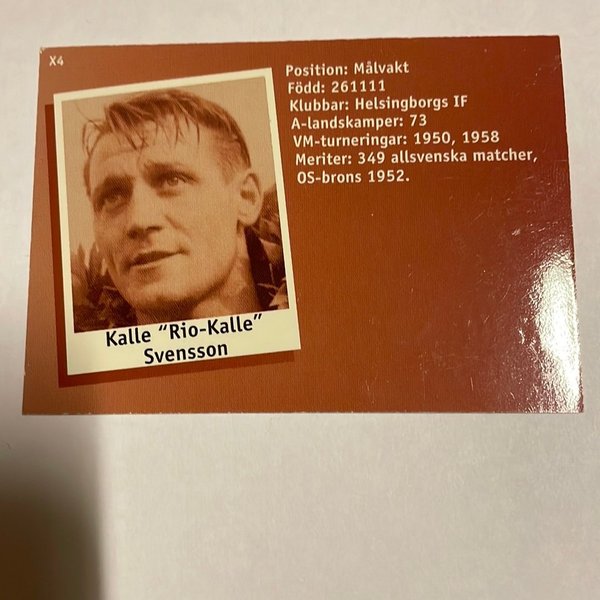 X4
Position: Målvakt
Född: 261111
Klubbar: Helsingborgs IF
A-landskamper: 73
VM-turneringar: 1950, 1958
Meriter: 349 allsvenska matcher,
OS-brons 1952.
Kalle “Rio-Kalle”
Svensson